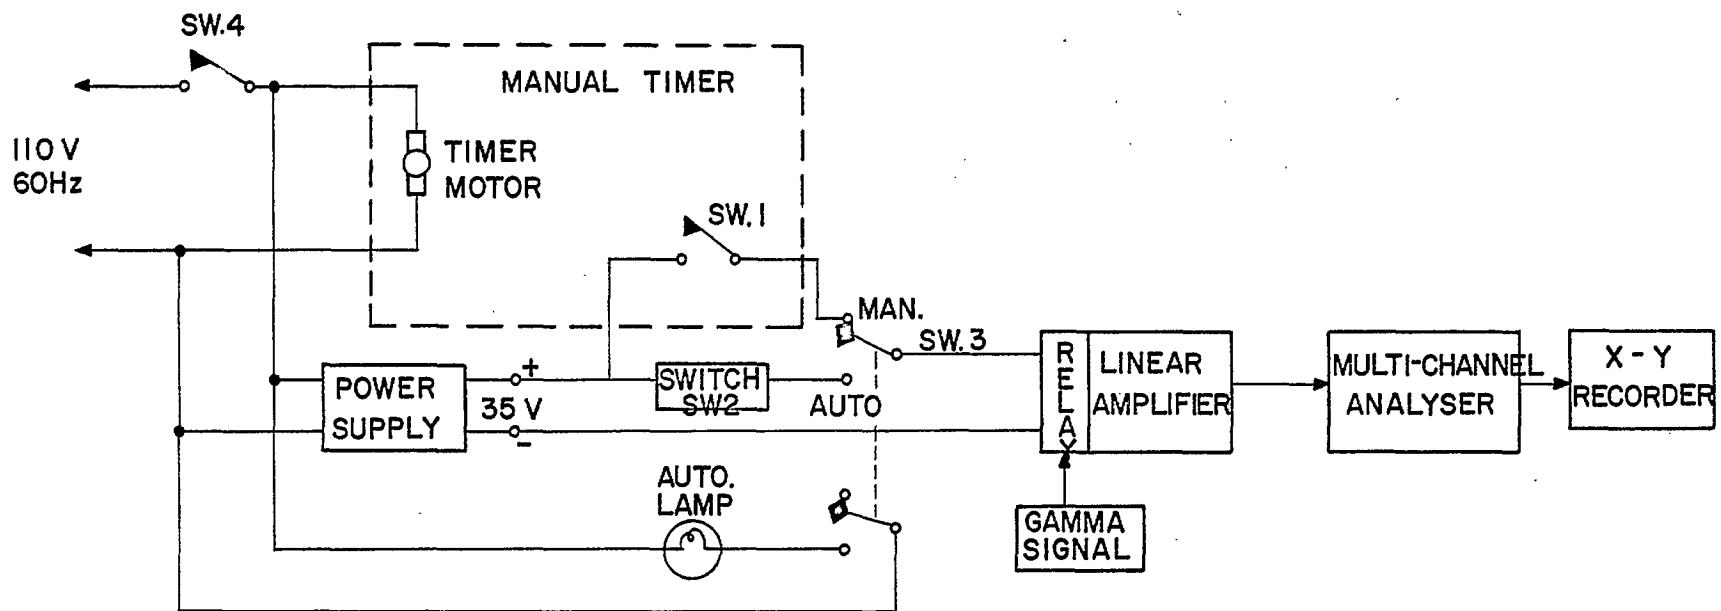 SW.4
MANUAL TIMER
110 V
60Hz
TIMER
MOTOR
SW.1
MAN.
SW.3
POWER
SUPPLY
+
35 V
-
SWITCH
SW2
AUTO
RELAY
LINEAR
AMPLIFIER
MULTI-CHANNEL
ANALYSER
X-Y
RECORDER
AUTO.
LAMP
GAMMA
SIGNAL